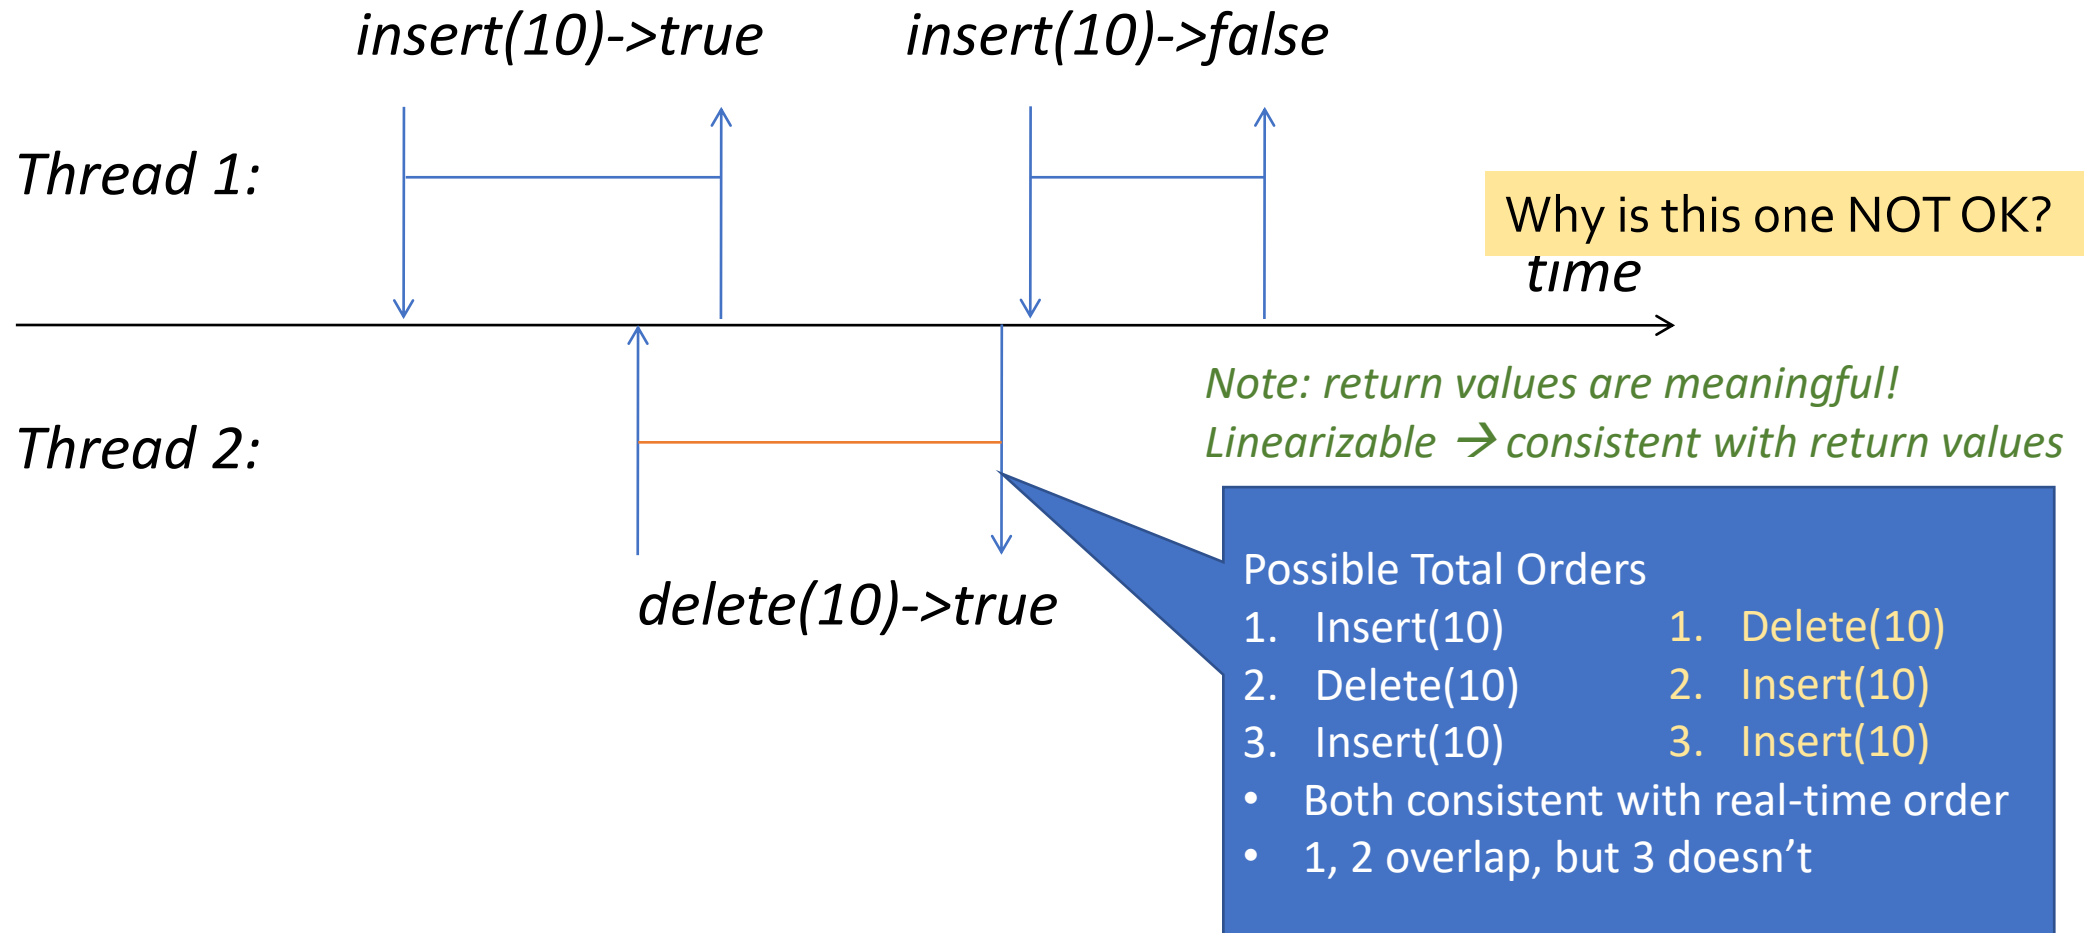 insert(10)->true insert(10)->false
Thread 1:
Why is this one NOT OK?
time
Note: return values are meaningful!
Linearizable → consistent with return values
Thread 2:
delete(10)->true
Possible Total Orders
1. Insert(10) 1. Delete(10)
2. Delete(10) 2. Insert(10)
3. Insert(10) 3. Insert(10)
• Both consistent with real-time order
• 1, 2 overlap, but 3 doesn’t